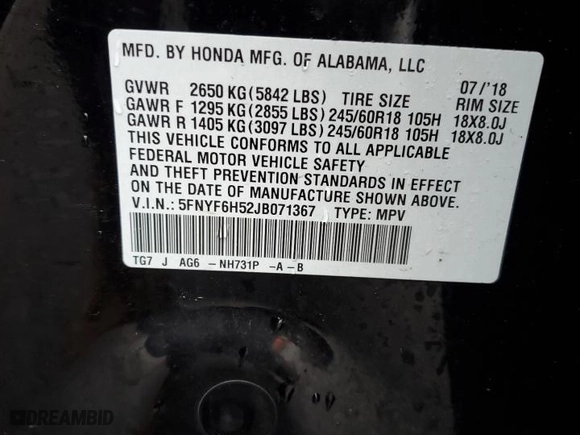 MFD. BY HONDA MFG. OF ALABAMA, LLC
07/'18
GVWR 2650 KG(5842 LBS) TIRE SIZE RIM SIZE
GAWR F 1295 KG(2855 LBS) 245/60R18 105H 18X8.0J
GAWR R 1405 KG(3097 LBS) 245/60R18 105H 18X8.0J
THIS VEHICLE CONFORMS TO ALL APPLICABLE
FEDERAL MOTOR VEHICLE SAFETY
AND THEFT PREVENTION STANDARDS IN EFFECT
ON THE DATE OF MANUFACTURE SHOWN ABOVE.
V.I.N.: 5FNYF6H52JB071367 TYPE: MPV
TG7 J AG6 -NH731P -A-B
DREAMBID